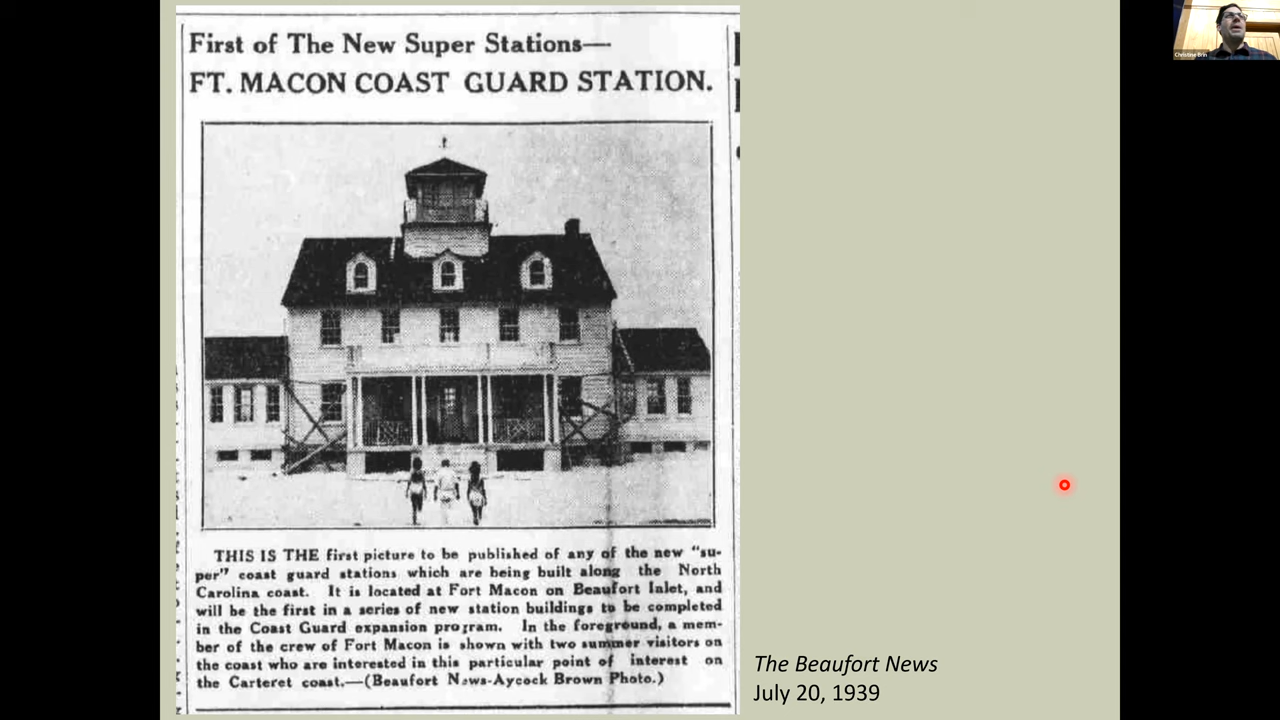 First of The New Super Stations—
FT. MACON COAST GUARD STATION.
THIS IS THE first picture to be published of any of the new "su-
per" coast guard stations which are being built along the North
Carolina coast. It is located at Fort Macon on Beaufort Inlet, and
will be the first in a series of new station buildings to be completed
in the Coast Guard expansion program. In the foreground, a mem-
ber of the crew of Fort Macon is shown with two summer visitors on
the coast who are interested in this particular point of interest on
the Carteret coast.—(Beaufort News-Aycock Brown Photo.)
The Beaufort News
July 20, 1939
Christine Brin